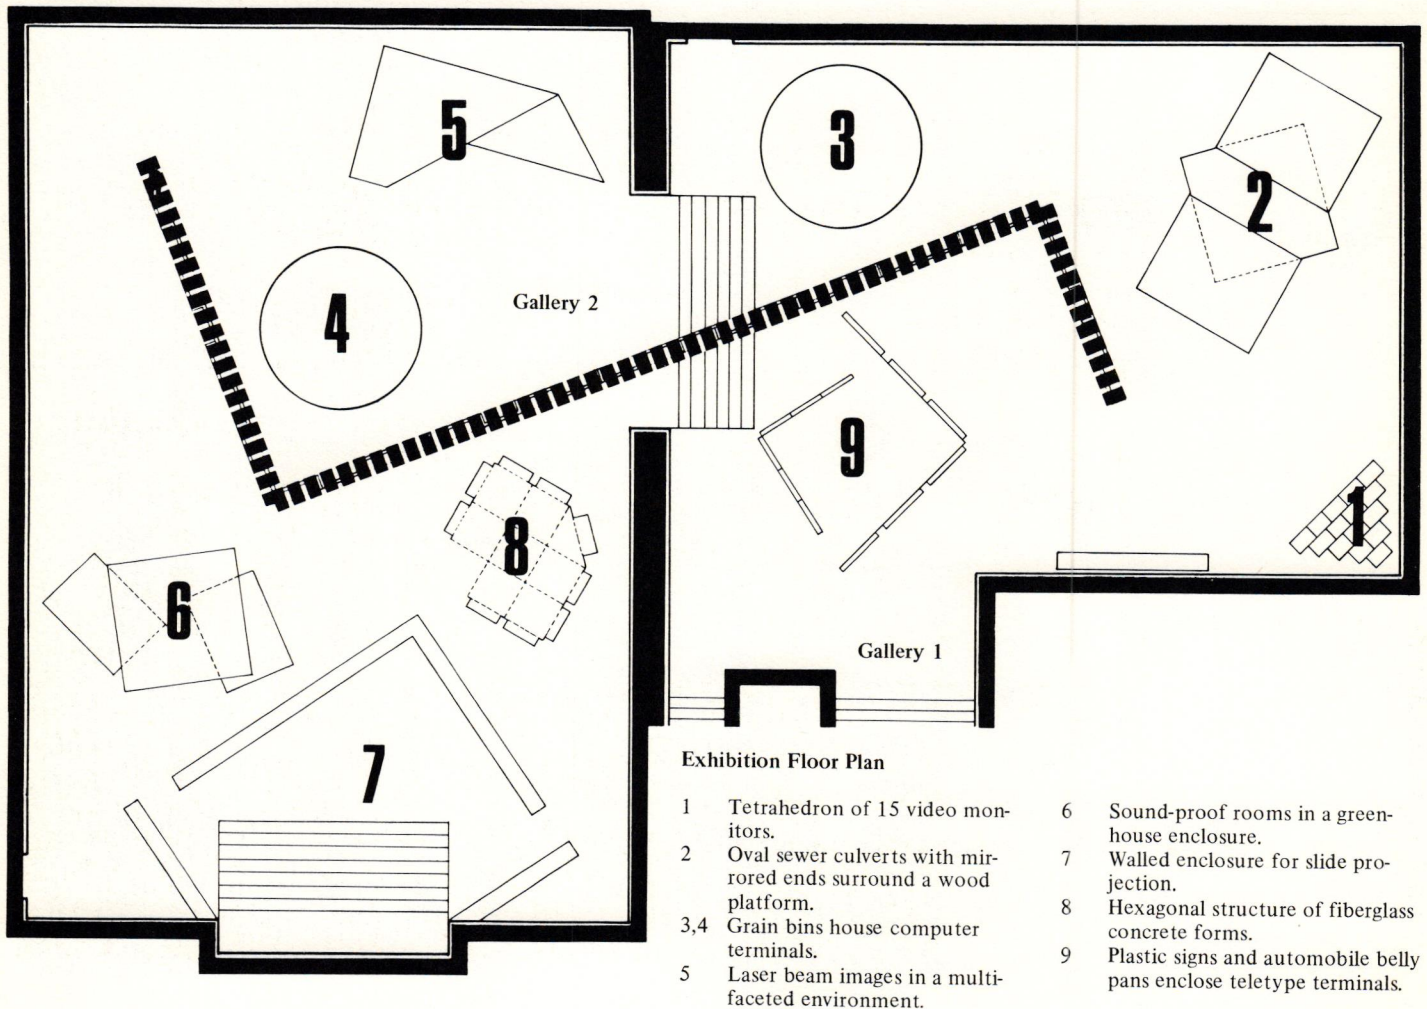 5
3
2
4
Gallery 2
9
1
8
6
Gallery 1
7
Exhibition Floor Plan
1 Tetrahedron of 15 video mon-
itors.
2 Oval sewer culverts with mir-
rored ends surround a wood
platform.
3,4 Grain bins house computer
terminals.
5 Laser beam images in a multi-
faceted environment.
6 Sound-proof rooms in a green-
house enclosure.
7 Walled enclosure for slide pro-
jection.
8 Hexagonal structure of fiberglass
concrete forms.
9 Plastic signs and automobile belly
pans enclose teletype terminals.